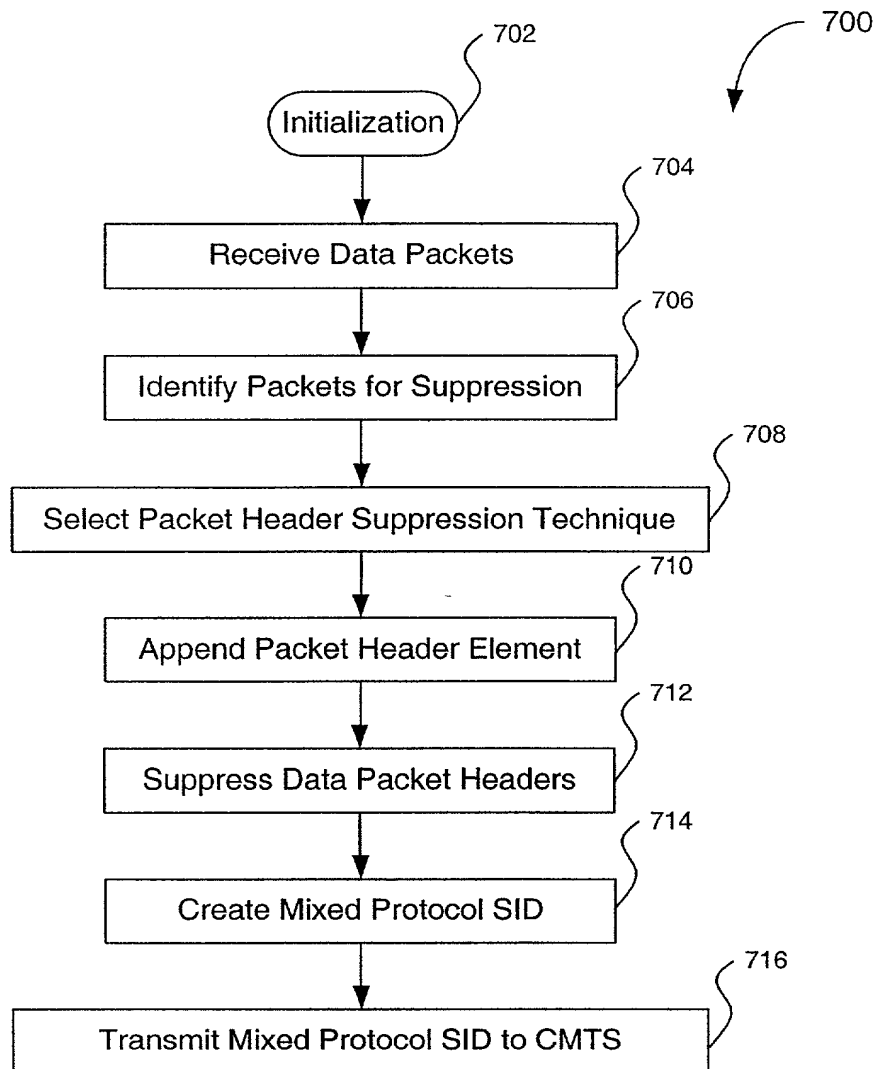 700
702
Initialization
704
Receive Data Packets
706
Identify Packets for Suppression
708
Select Packet Header Suppression Technique
710
Append Packet Header Element
712
Suppress Data Packet Headers
714
Create Mixed Protocol SID
716
Transmit Mixed Protocol SID to CMTS